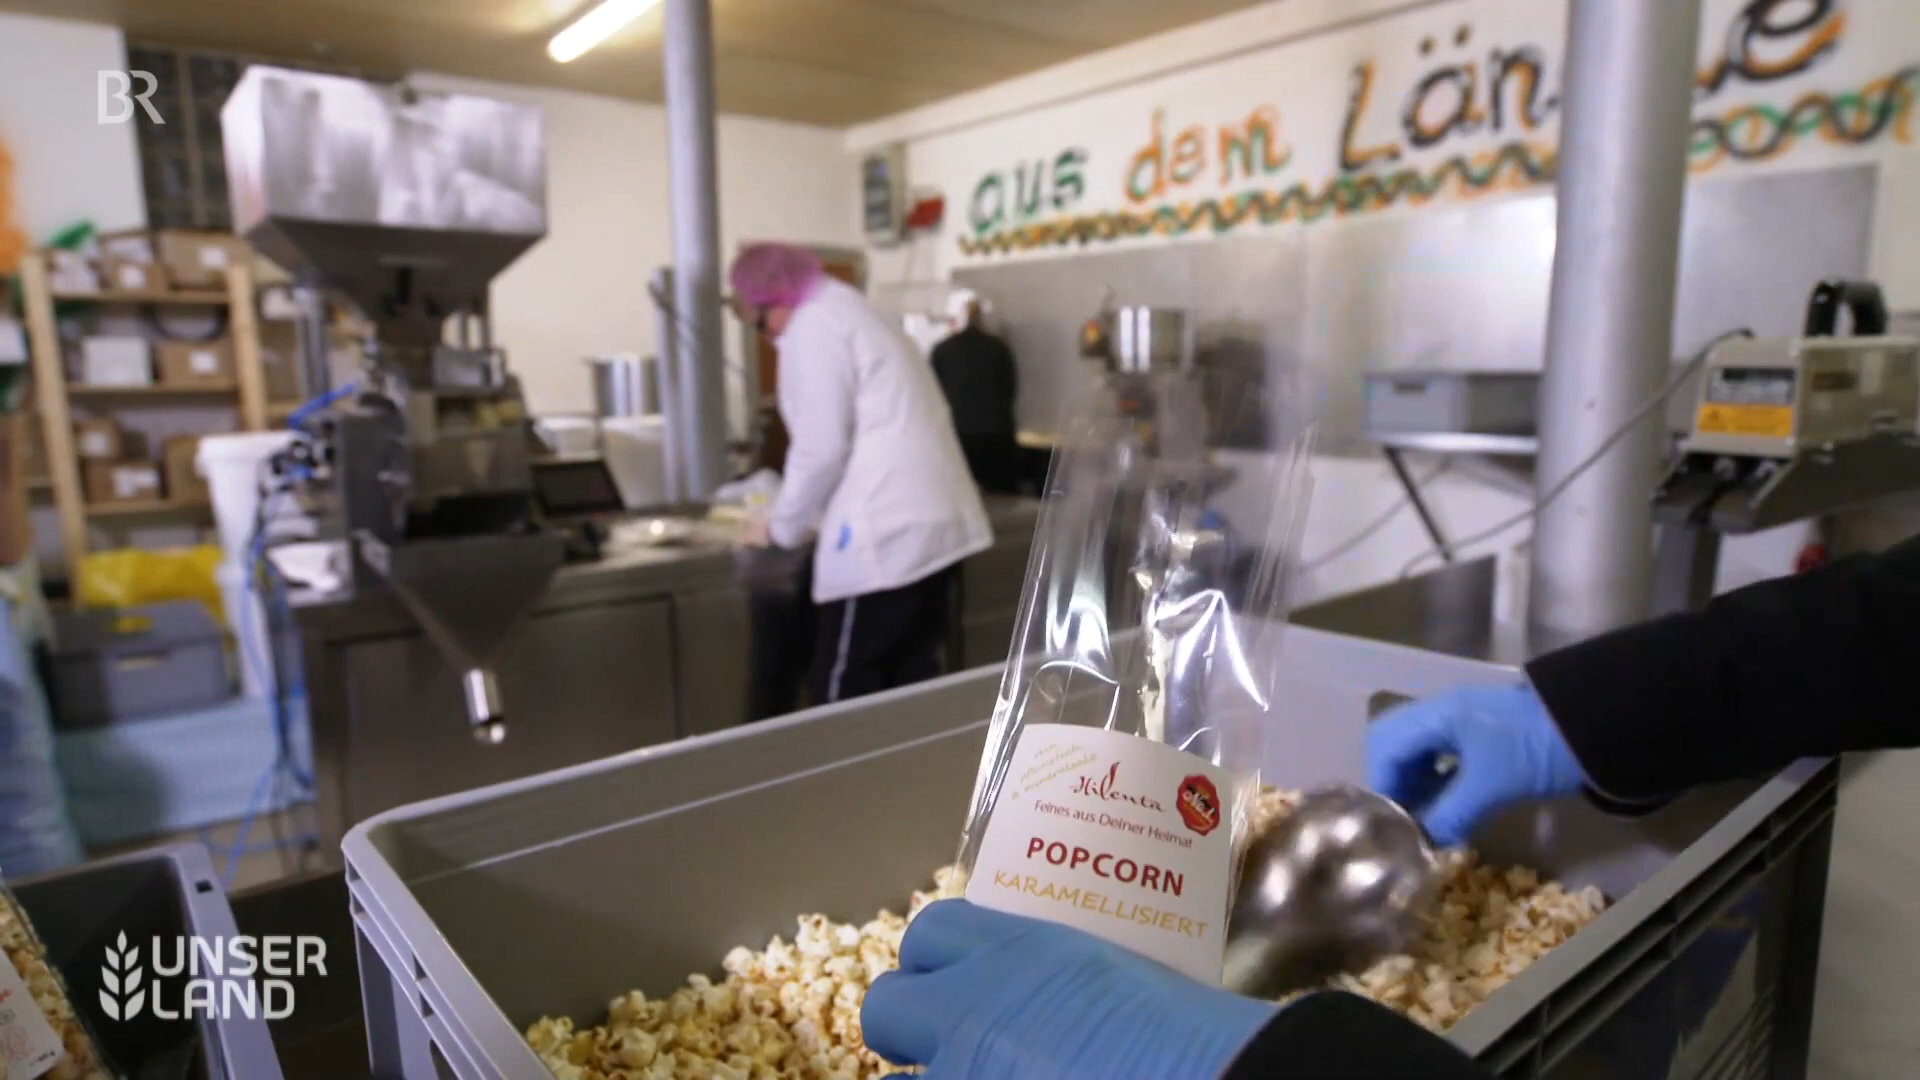 BR
aus dem Län
Hilenta
Feines aus Deiner Heimat
POPCORN
KARAMELLISIERT
UNSER
LAND